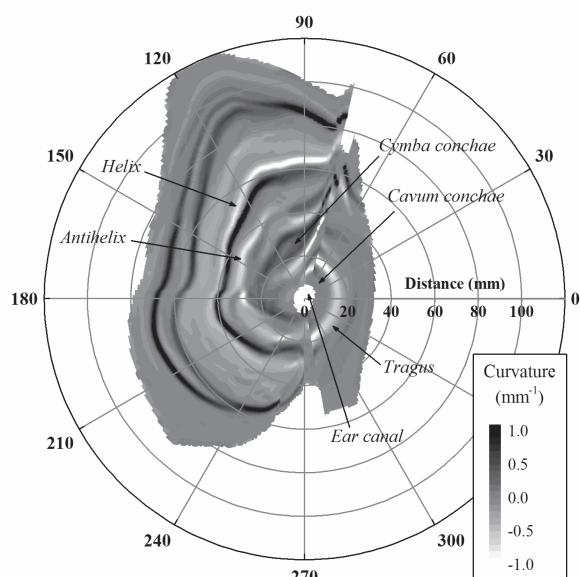 90
120
60
Cymba conchae
150
30
Helix
Cavum conchae
Antihelix
Distance (mm)
180
0
0 20 40 60 80 100
Tragus
Curvature
(mm-1)
Ear canal
1.0
210
0.5
0.0
-0.5
240
300
-1.0
270